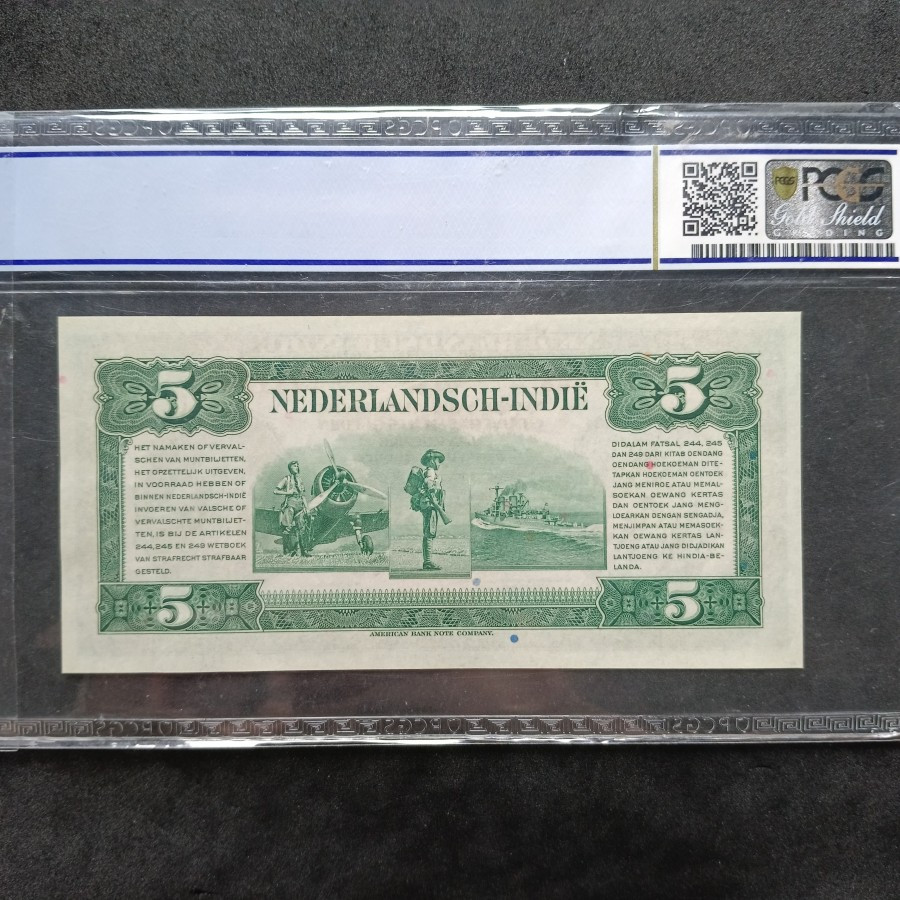 PCGS
PCGS
Gold Shield
GRADING
5
NEDERLANDSCH-INDIË
5
HET NAMAKEN OF VERVAL-
SCHEN VAN MUNTBILJETTEN,
HET OPZETTELIJK UITGEVEN,
IN VOORRAAD HEBBEN OF
BINNEN NEDERLANDSCH-INDIË
INVOEREN VAN VALSCHE OF
VERVALSCHTE MUNTBILJET-
TEN, IS BIJ DE ARTIKELEN
244, 245 EN 249 WETBOEK
VAN STRAFRECHT STRAFBAAR
GESTELD.
DIDALAM FATSAL 244, 245
DAN 249 DARI KITAB OENDANG
OENDANG HOEKOEMAN DITE-
TAPKAN HOEKOEMAN OENTOEK
JANG MENIROE ATAU MEMAL-
SOEKAN OEWANG KERTAS
DAN OENTOEK JANG MENG-
LOEARKAN DENGAN SENGADJA,
MENJIMPAN ATAU MEMASOEK-
KAN OEWANG KERTAS LAN-
TJOENG ATAU JANG DIDJADIKAN
LANTJOENG KE HINDIA-BE-
LANDA.
5
5
AMERICAN BANK NOTE COMPANY.